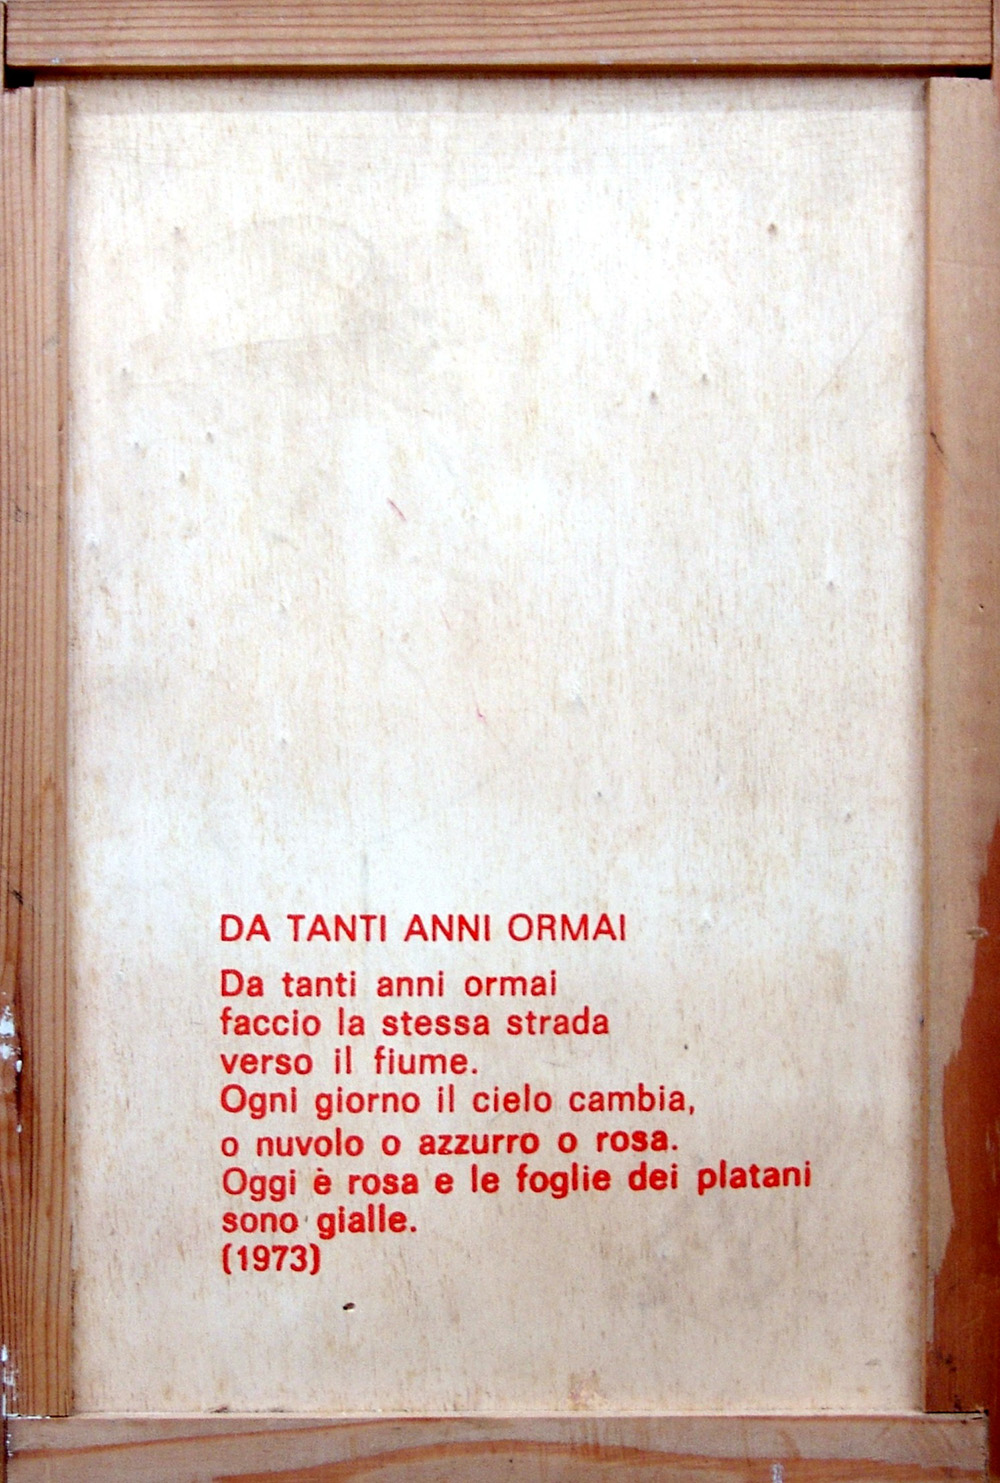 DA TANTI ANNI ORMAI
Da tanti anni ormai
faccio la stessa strada
verso il fiume.
Ogni giorno il cielo cambia,
o nuvolo o azzurro o rosa.
Oggi è rosa e le foglie dei platani
sono gialle.
(1973)